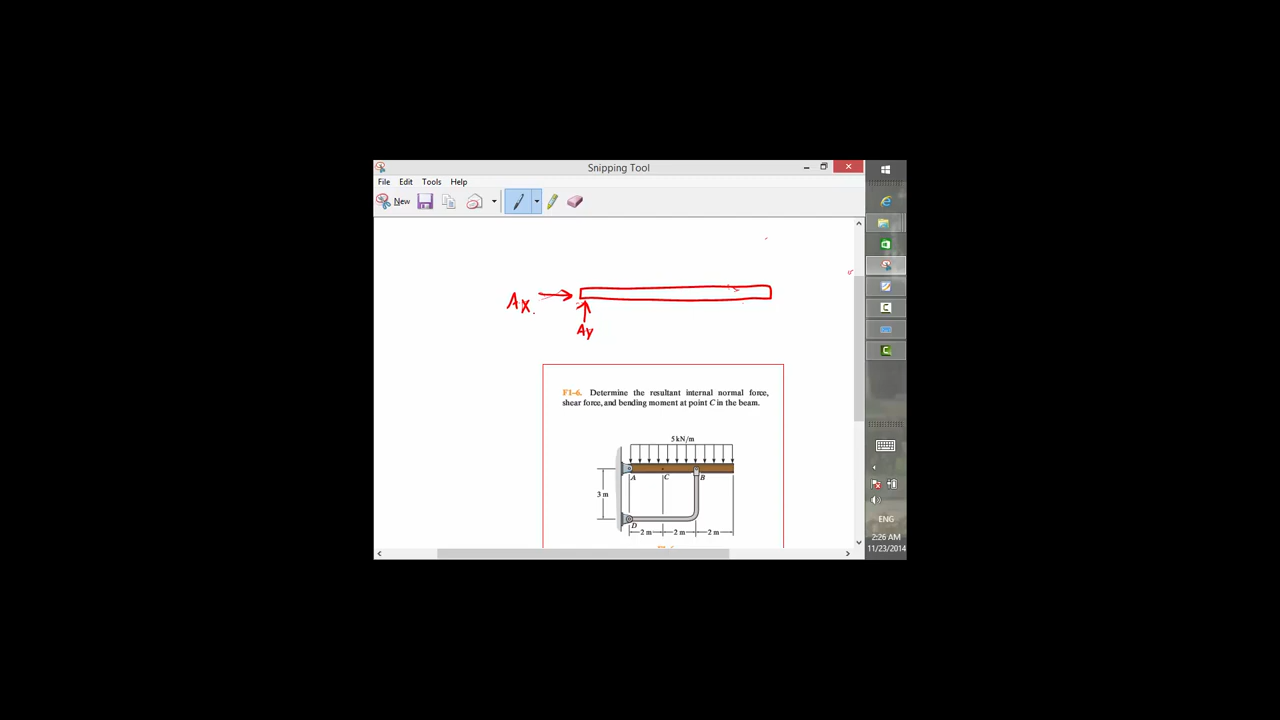 Snipping Tool
File Edit Tools Help
New
Ax.
Ay
F1-6. Determine the resultant internal normal force,
shear force, and bending moment at point C in the beam.
5 kN/m
A C B
3 m
D
2 m 2 m 2 m
ENG
2:26 AM
11/23/2014